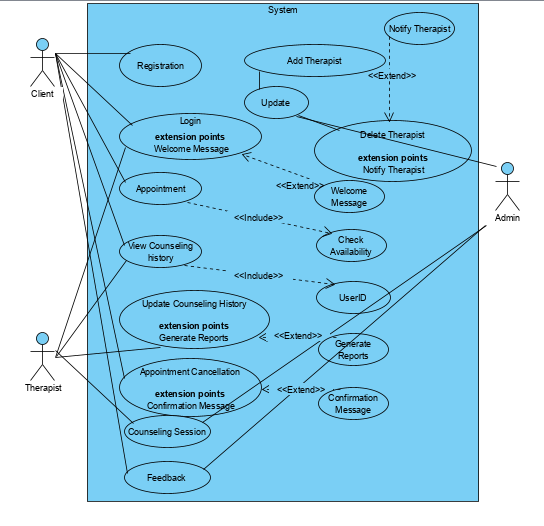 System
Notify Therapist
Registration
Add Therapist
<<Extend>>
Client
Update
Login
extension points
Welcome Message
Delete Therapist
extension points
Notify Therapist
Appointment
<<Extend>>
Welcome
Message
Admin
<<Include>>
View Counseling
history
Check
Availability
<<Include>>
UserID
Update Counseling History
extension points
Generate Reports
<<Extend>>
Generate
Reports
Therapist
Appointment Cancellation
extension points
Confirmation Message
<<Extend>>
Confirmation
Message
Counseling Session
Feedback